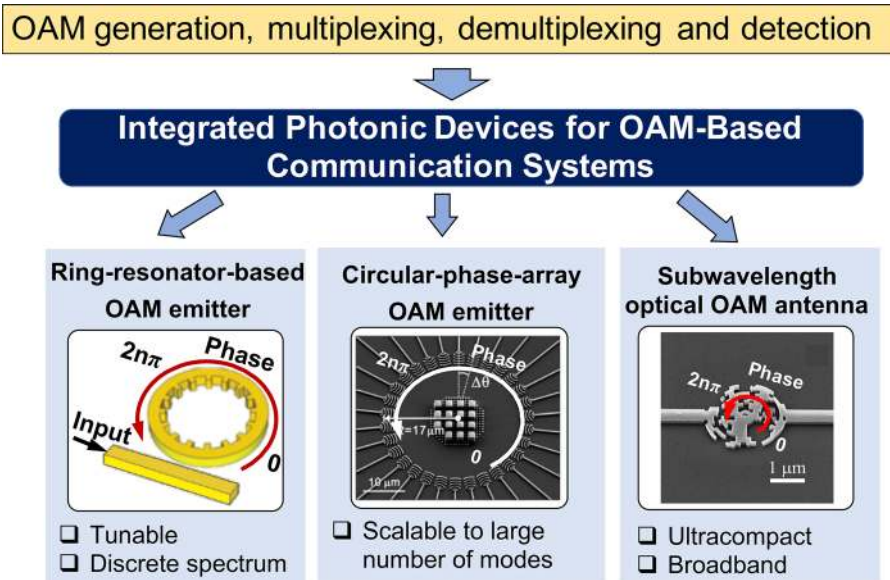 OAM generation, multiplexing, demultiplexing and detection
Integrated Photonic Devices for OAM-Based
Communication Systems
Ring-resonator-based
OAM emitter
2nπ
Phase
Input
0
❑ Tunable
❑ Discrete spectrum
Circular-phase-array
OAM emitter
2nπ
Phase
Δθ
=17μm
0
10 μm
❑ Scalable to large
number of modes
Subwavelength
optical OAM antenna
2nπ
Phase
0
1 μm
❑ Ultracompact
❑ Broadband